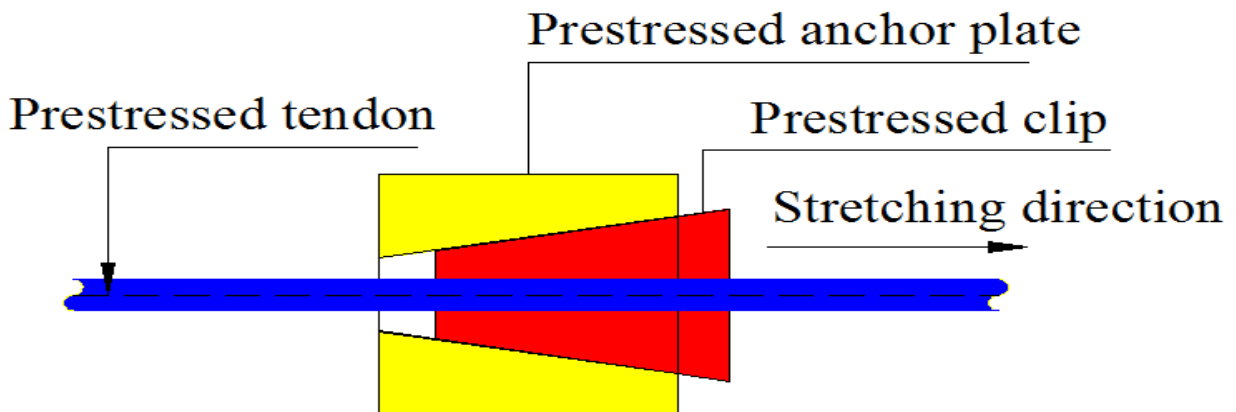 Prestressed anchor plate
Prestressed tendon
Prestressed clip
Stretching direction